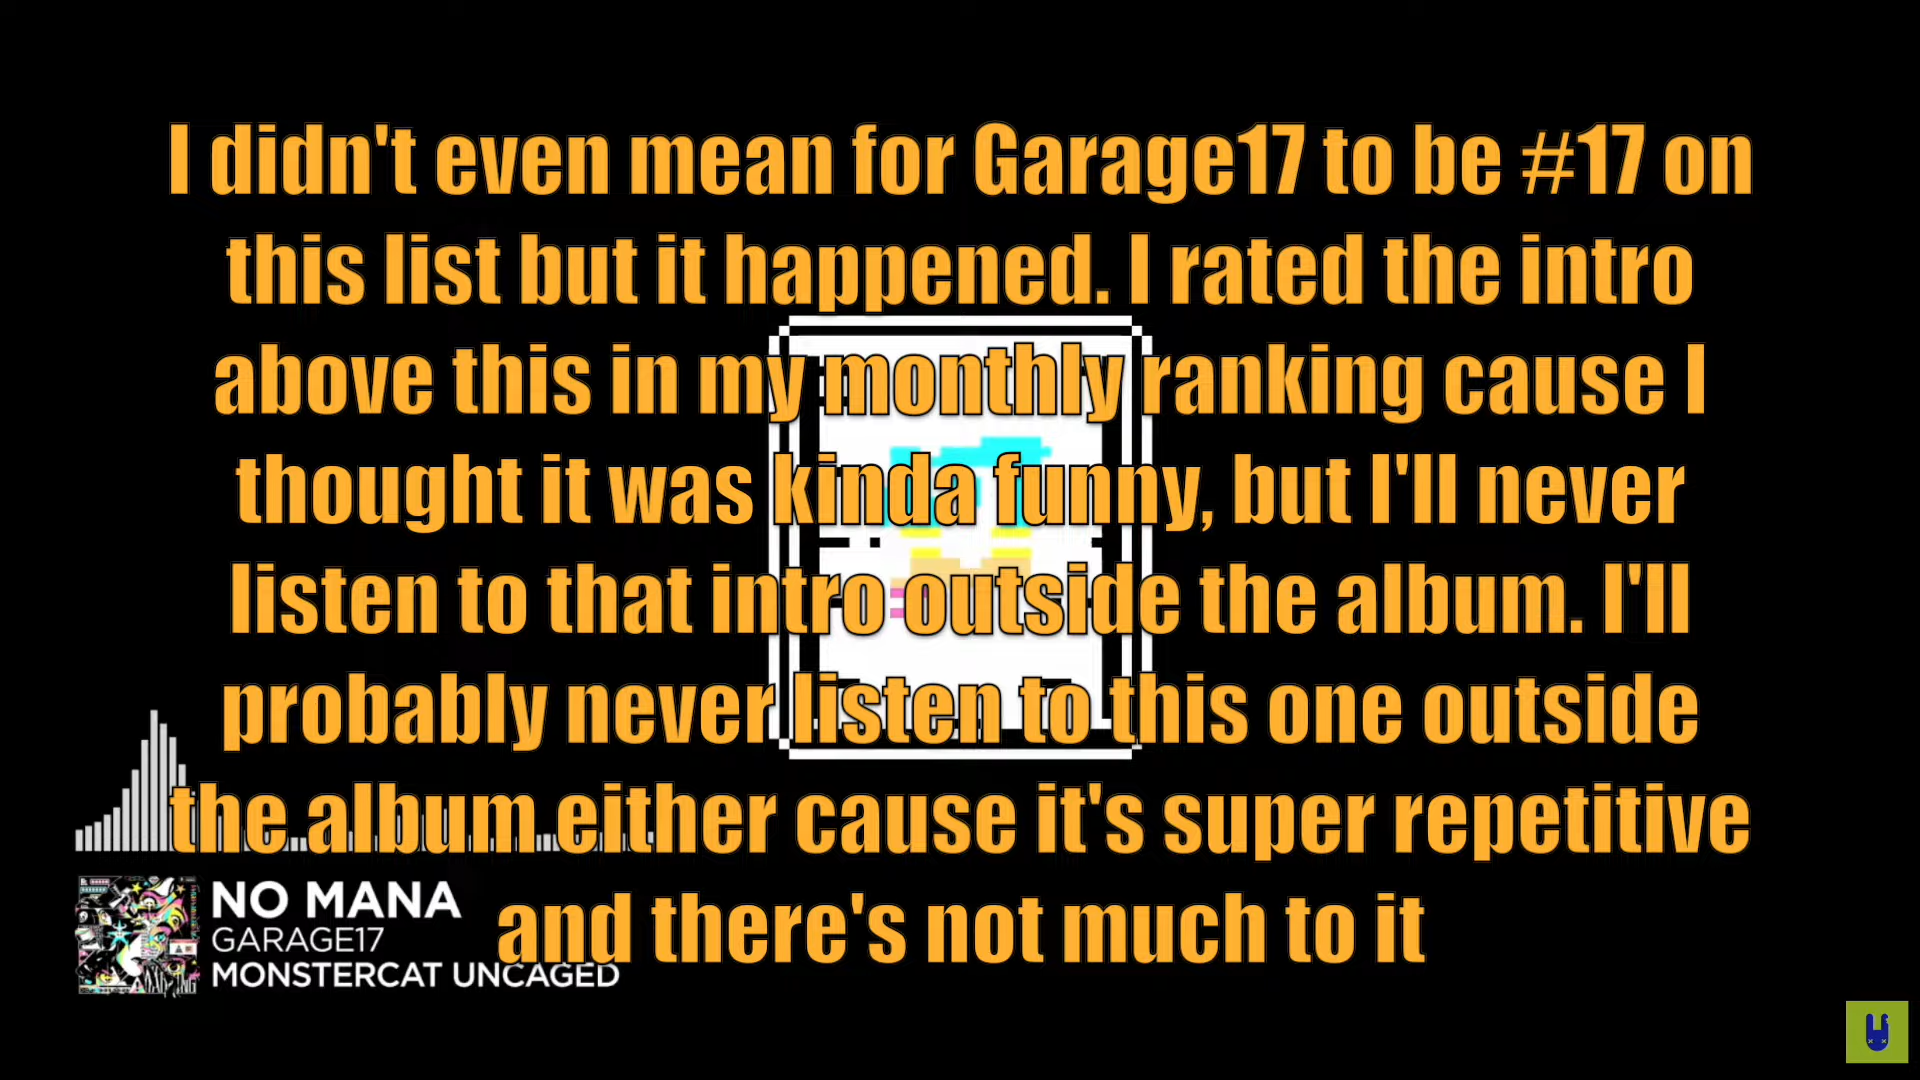 I didn't even mean for Garage17 to be #17 on
this list but it happened. I rated the intro
above this in my monthly ranking cause I
thought it was kinda funny, but I'll never
listen to that intro outside the album. I'll
probably never listen to this one outside
the album either cause it's super repetitive
and there's not much to it
NO MANA
GARAGE17
MONSTERCAT UNCAGED